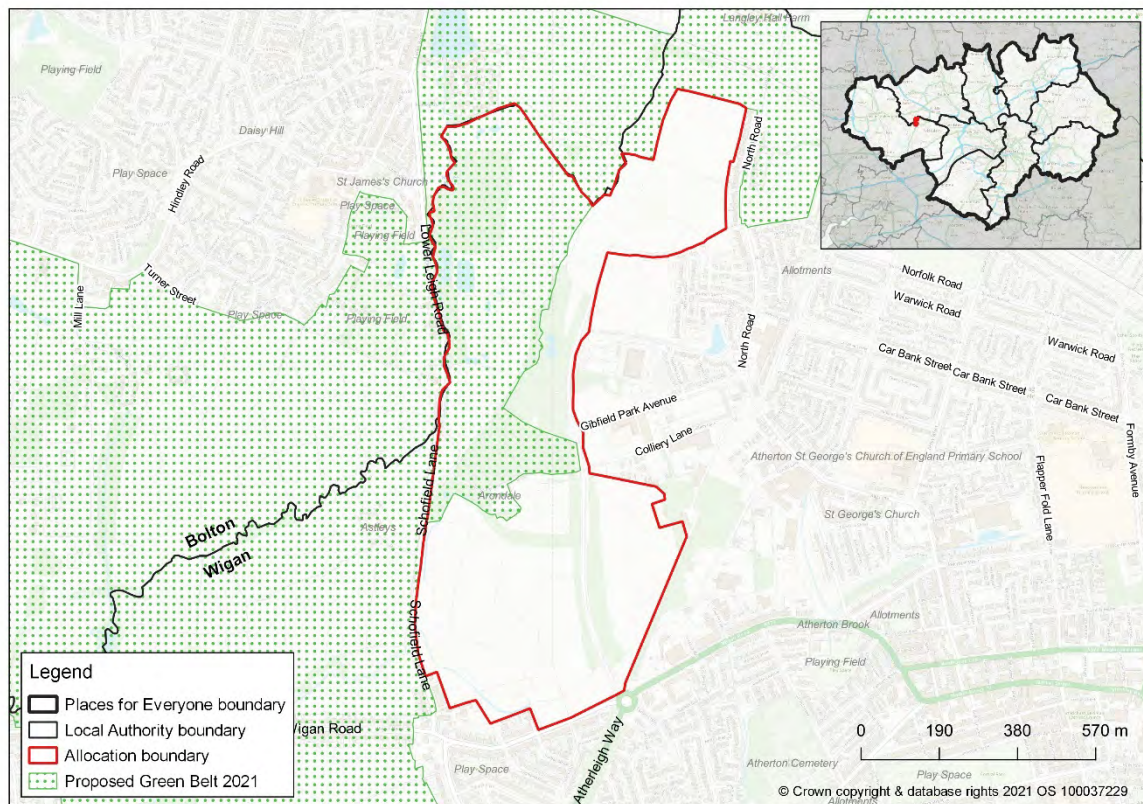 Langley Hall Farm
Playing Field
Daisy Hill
Play Space
Hindley Road
St James's Church
Play Space
Playing Field
Lower Leigh Road
Turner Street
Mill Lane
Play Space
Playing Field
North Road
Allotments
Norfolk Road
Warwick Road
Warwick Road
North Road
Car Bank Street
Car Bank Street
Car Bank Street
Gibfield Park Avenue
Colliery Lane
Formby Avenue
Atherton St George's Church of England Primary School
Flapper Fold Lane
St George's Church
Schofield Lane
Arondale
Astleys
Bolton
Wigan
Schofield Lane
Allotments
Atherton Brook
Playing Field
Wigan Road
Atherleigh Way
Play Space
Atherton Cemetery
Play Space
Allotments
Legend
Places for Everyone boundary
Local Authority boundary
Allocation boundary
Proposed Green Belt 2021
0 190 380 570 m
© Crown copyright & database rights 2021 OS 100037229